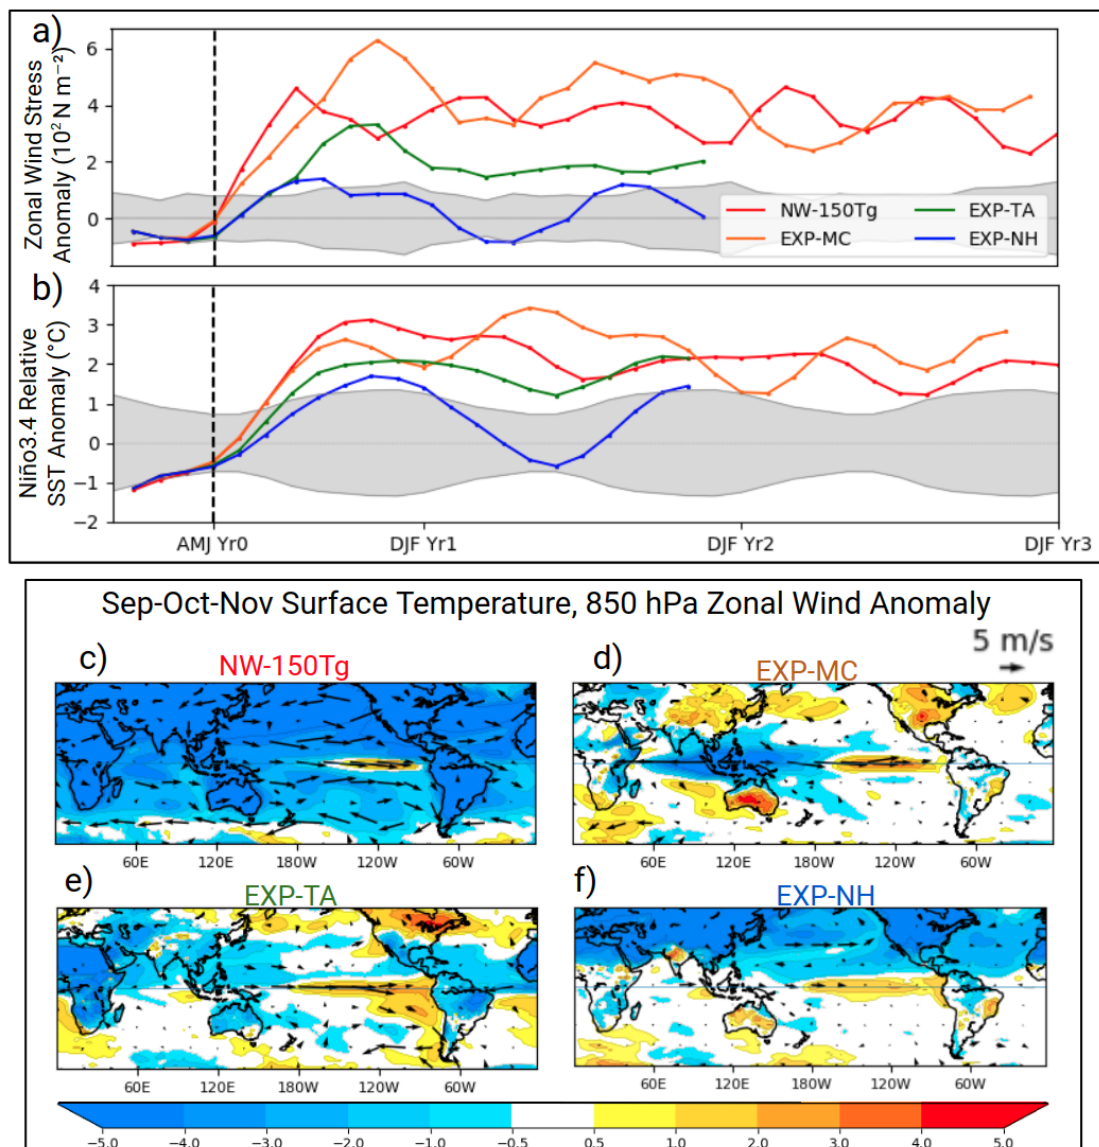 a)
Zonal Wind Stress
Anomaly (10² N m⁻²)
6
4
2
0
NW-150Tg
EXP-MC
EXP-TA
EXP-NH
b)
Niño3.4 Relative
SST Anomaly (°C)
4
3
2
1
0
−1
−2
AMJ Yr0 DJF Yr1 DJF Yr2 DJF Yr3
Sep-Oct-Nov Surface Temperature, 850 hPa Zonal Wind Anomaly
5 m/s
c) NW-150Tg
60E 120E 180W 120W 60W
d) EXP-MC
60E 120E 180W 120W 60W
e) EXP-TA
60E 120E 180W 120W 60W
f) EXP-NH
60E 120E 180W 120W 60W
−5.0 −4.0 −3.0 −2.0 −1.0 −0.5 0.5 1.0 2.0 3.0 4.0 5.0